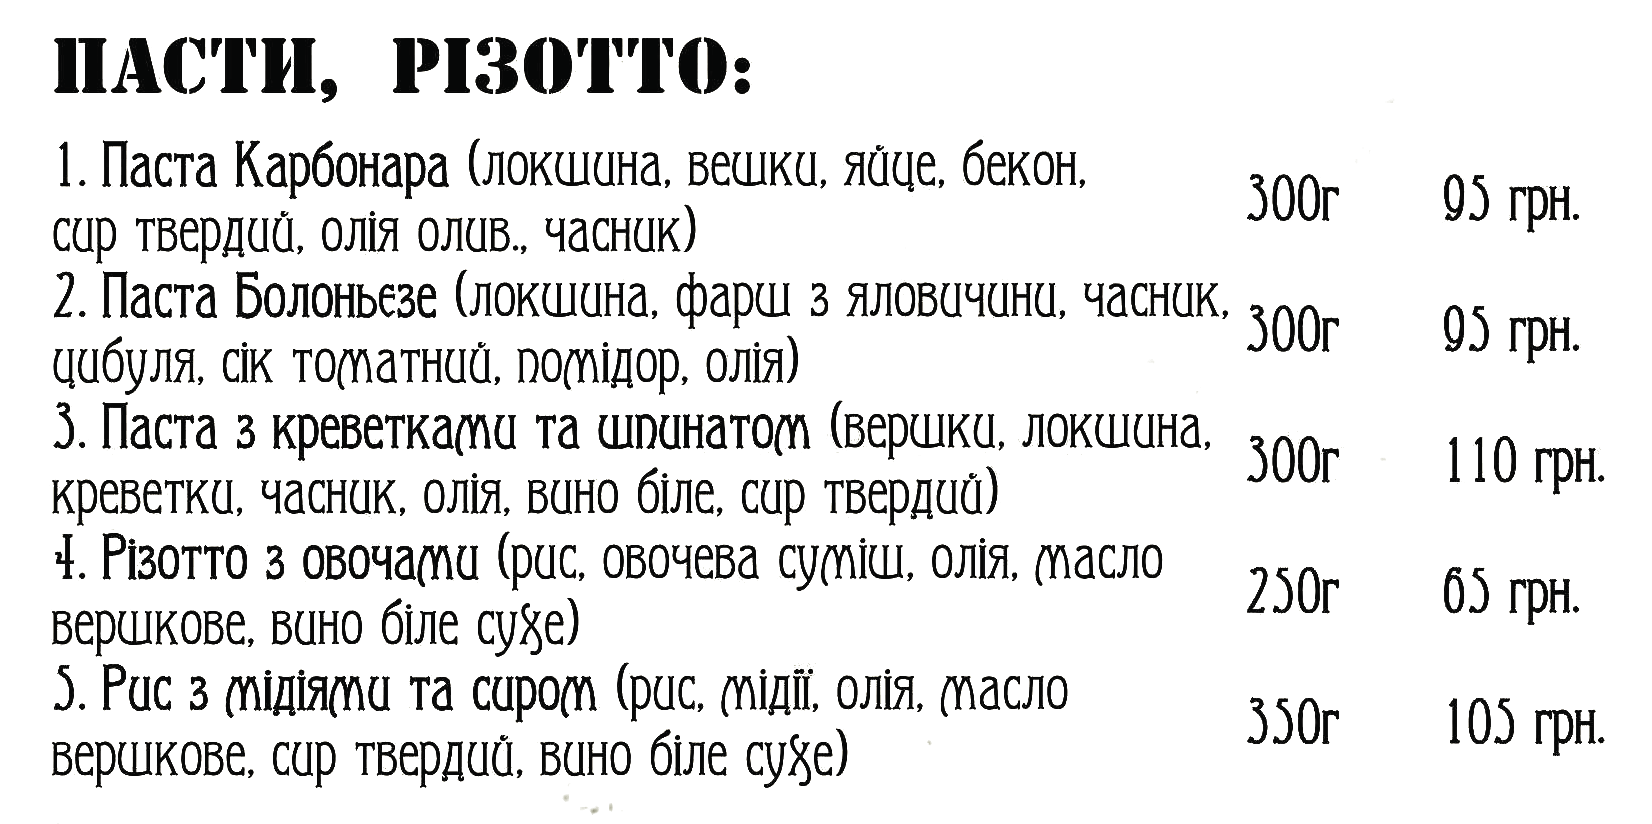 ПАСТИ, РІЗОТТО:
1. Паста Карбонара (локшина, вешки, яйце, бекон,
сир твердий, олія олив., часник) 300г 95 грн.
2. Паста Болоньєзе (локшина, фарш з яловичини, часник,
цибуля, сік томатний, помідор, олія) 300г 95 грн.
3. Паста з креветками та шпинатом (вершки, локшина,
креветки, часник, олія, вино біле, сир твердий) 300г 110 грн.
4. Різотто з овочами (рис, овочева суміш, олія, масло
вершкове, вино біле сухе) 250г 65 грн.
5. Рис з мідіями та сиром (рис, мідії, олія, масло
вершкове, сир твердий, вино біле сухе) 350г 105 грн.